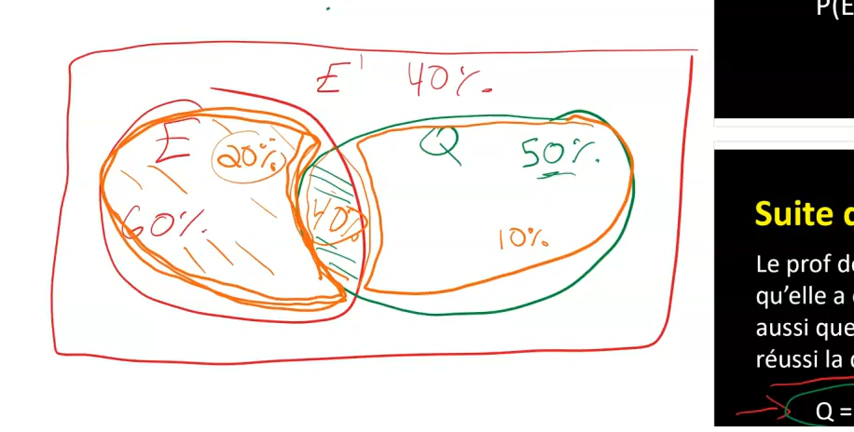 E' 40%.
E
20%
Q
50%.
60%.
40%
10%
P(E
Suite d
Le prof de
qu'elle a
aussi que
réussi la
Q =